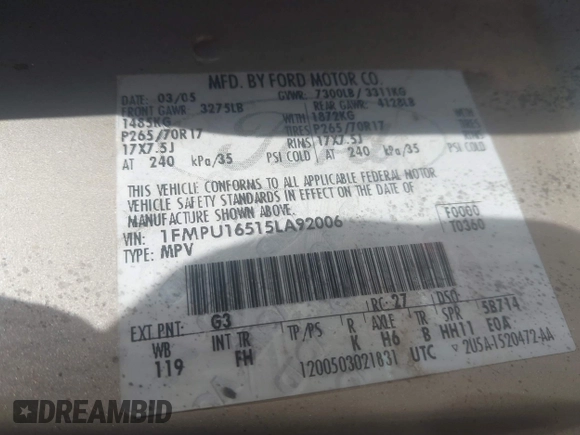 MFD. BY FORD MOTOR CO.
DATE: 03/05 GVWR: 7300LB/ 3311KG
FRONT GAWR: 3275LB REAR GAWR: 4128LB
1485KG WITH 1872KG
P265/70R17 TIRES P265/70R17
17X7.5J RIMS 17X7.5J
AT 240 kPa/35 PSI COLD AT 240 kPa/35 PSI COLD
THIS VEHICLE CONFORMS TO ALL APPLICABLE FEDERAL MOTOR
VEHICLE SAFETY STANDARDS IN EFFECT ON THE DATE OF
MANUFACTURE SHOWN ABOVE.
VIN: 1FMPU16515LA92006 F0060
TYPE: MPV T0360
EXT PNT: G3 RC: 27 DSO:
WB INT TR TP/PS R AXLE TR SPR 58714
119 FH K H6 B HH11 E0A
1200503021831 UTC 2U5A-1520472-AA
DREAMBID